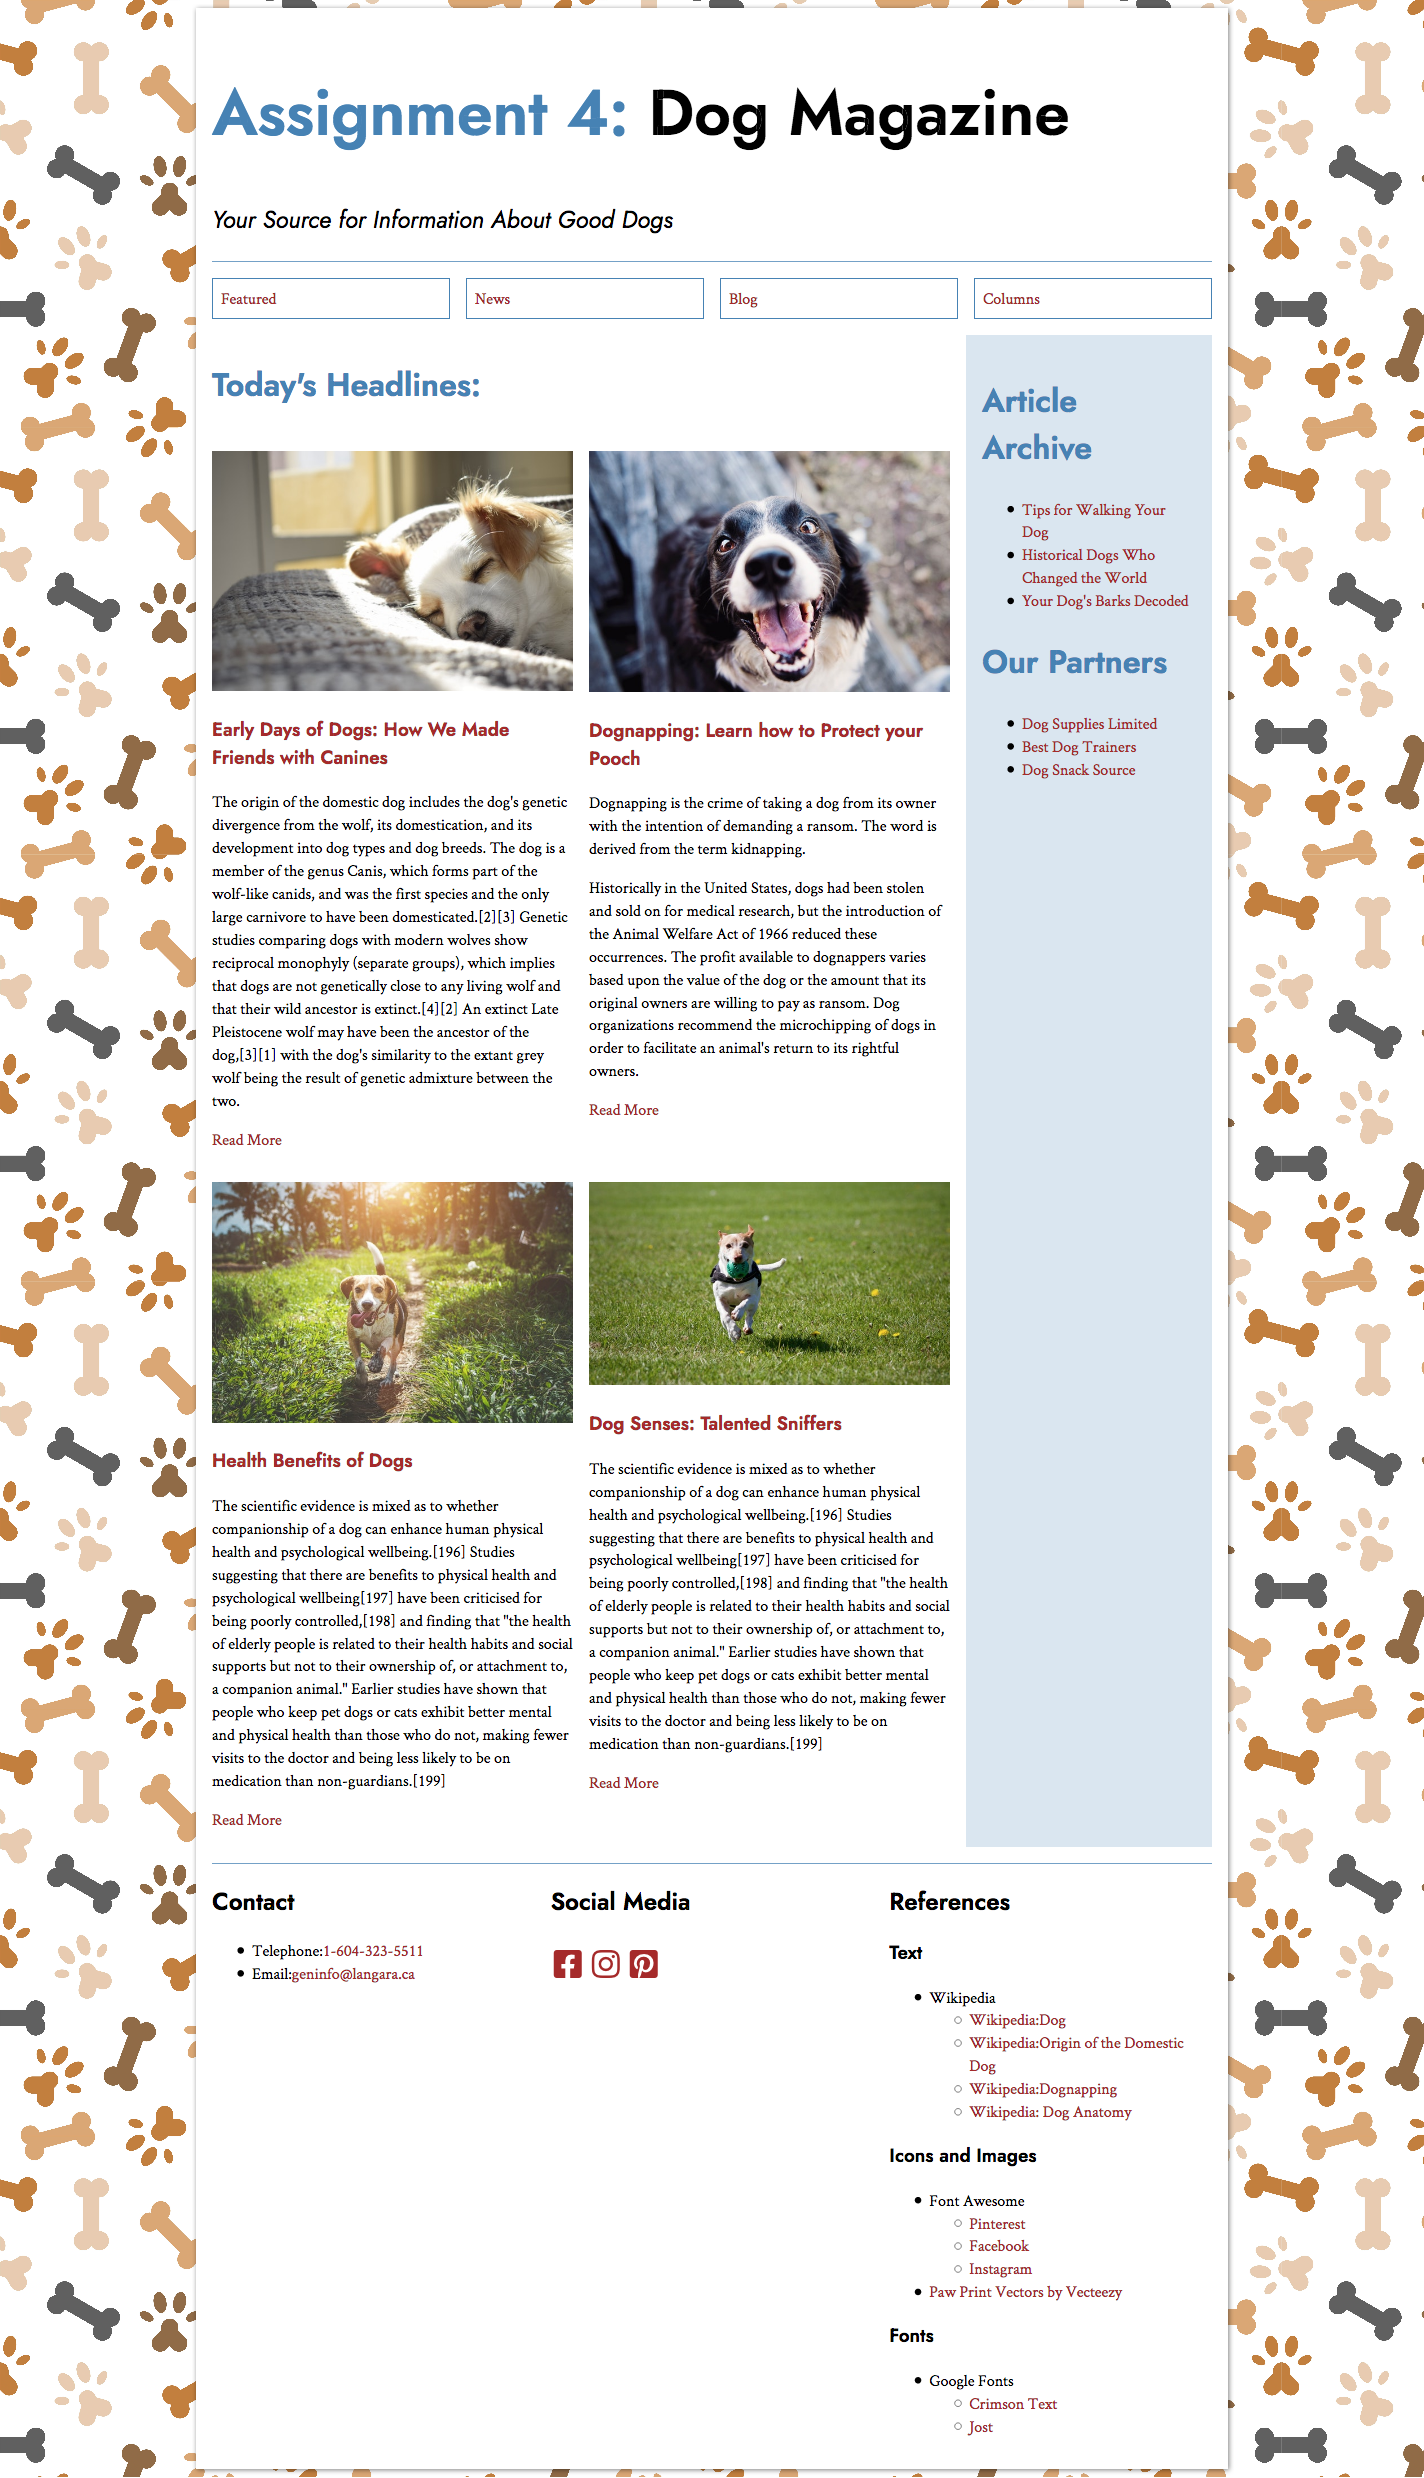 Assignment 4: Dog Magazine
Your Source for Information About Good Dogs
Featured
News
Blog
Columns
Today's Headlines:
Early Days of Dogs: How We Made
Friends with Canines
The origin of the domestic dog includes the dog's genetic
divergence from the wolf, its domestication, and its
development into dog types and dog breeds. The dog is a
member of the genus Canis, which forms part of the
wolf-like canids, and was the first species and the only
large carnivore to have been domesticated.[2][3] Genetic
studies comparing dogs with modern wolves show
reciprocal monophyly (separate groups), which implies
that dogs are not genetically close to any living wolf and
that their wild ancestor is extinct.[4][2] An extinct Late
Pleistocene wolf may have been the ancestor of the
dog,[3][1] with the dog's similarity to the extant grey
wolf being the result of genetic admixture between the
two.
Read More
Dognapping: Learn how to Protect your
Pooch
Dognapping is the crime of taking a dog from its owner
with the intention of demanding a ransom. The word is
derived from the term kidnapping.
Historically in the United States, dogs had been stolen
and sold on for medical research, but the introduction of
the Animal Welfare Act of 1966 reduced these
occurrences. The profit available to dognappers varies
based upon the value of the dog or the amount that its
original owners are willing to pay as ransom. Dog
organizations recommend the microchipping of dogs in
order to facilitate an animal's return to its rightful
owners.
Read More
Health Benefits of Dogs
The scientific evidence is mixed as to whether
companionship of a dog can enhance human physical
health and psychological wellbeing.[196] Studies
suggesting that there are benefits to physical health and
psychological wellbeing[197] have been criticised for
being poorly controlled,[198] and finding that "the health
of elderly people is related to their health habits and social
supports but not to their ownership of, or attachment to,
a companion animal." Earlier studies have shown that
people who keep pet dogs or cats exhibit better mental
and physical health than those who do not, making fewer
visits to the doctor and being less likely to be on
medication than non-guardians.[199]
Read More
Dog Senses: Talented Sniffers
The scientific evidence is mixed as to whether
companionship of a dog can enhance human physical
health and psychological wellbeing.[196] Studies
suggesting that there are benefits to physical health and
psychological wellbeing[197] have been criticised for
being poorly controlled,[198] and finding that "the health
of elderly people is related to their health habits and social
supports but not to their ownership of, or attachment to,
a companion animal." Earlier studies have shown that
people who keep pet dogs or cats exhibit better mental
and physical health than those who do not, making fewer
visits to the doctor and being less likely to be on
medication than non-guardians.[199]
Read More
Article
Archive
Tips for Walking Your
Dog
Historical Dogs Who
Changed the World
Your Dog's Barks Decoded
Our Partners
Dog Supplies Limited
Best Dog Trainers
Dog Snack Source
Contact
Telephone:1-604-323-5511
Email:geninfo@langara.ca
Social Media
References
Text
Wikipedia
Wikipedia:Dog
Wikipedia:Origin of the Domestic
Dog
Wikipedia:Dognapping
Wikipedia: Dog Anatomy
Icons and Images
Font Awesome
Pinterest
Facebook
Instagram
Paw Print Vectors by Vecteezy
Fonts
Google Fonts
Crimson Text
Jost